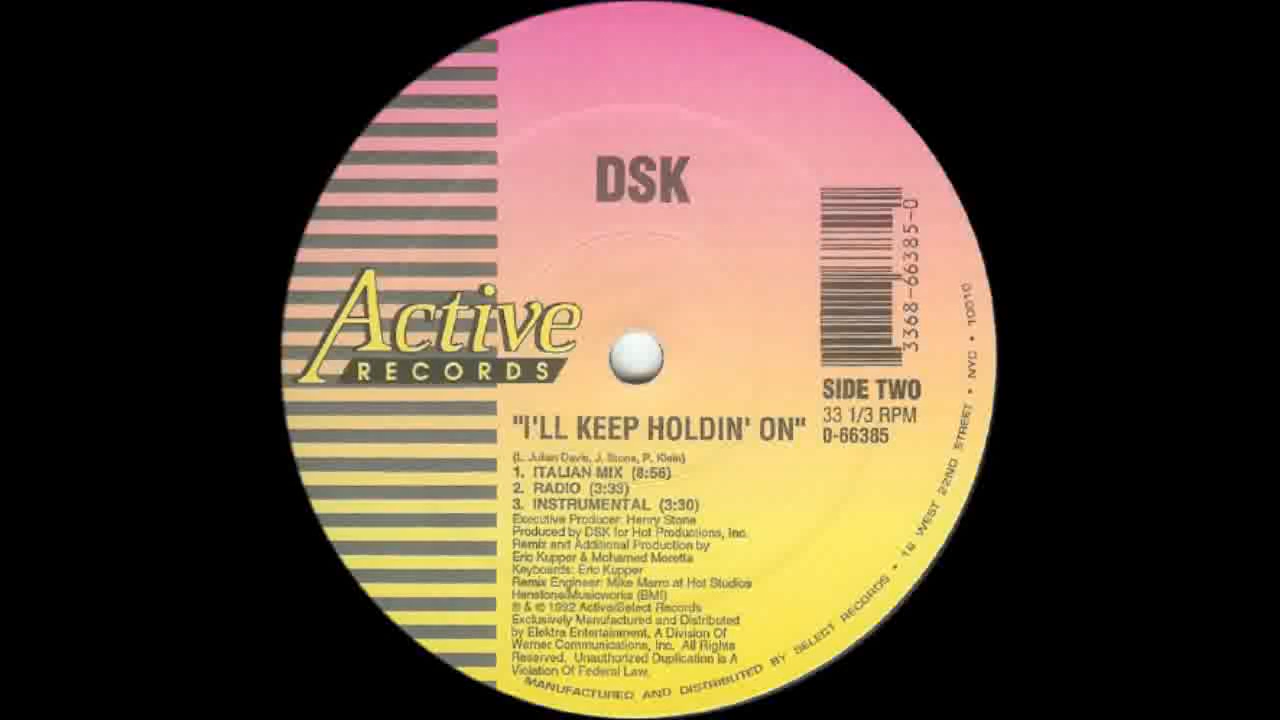 DSK
3368-66385-0
Active
RECORDS
SIDE TWO
33 1/3 RPM
0-66385
"I'LL KEEP HOLDIN' ON"
(L. Julian Davis, J. Stone, P. Klein)
1. ITALIAN MIX (8:56)
2. RADIO (3:33)
3. INSTRUMENTAL (3:30)
Executive Producer: Henry Stone
Produced by DSK for Hot Productions, Inc.
Remix and Additional Production by
Eric Kupper & Mohamed Moretta
Keyboards: Eric Kupper
Remix Engineer: Mike Marro at Hot Studios
Henstone/Musicworks (BMI)
℗ & © 1992 Active/Select Records
Exclusively Manufactured and Distributed
by Elektra Entertainment, A Division Of
Warner Communications, Inc. All Rights
Reserved. Unauthorized Duplication is A
Violation Of Federal Law.
MANUFACTURED AND DISTRIBUTED BY SELECT RECORDS • 16 WEST 22ND STREET • NYC • 10010